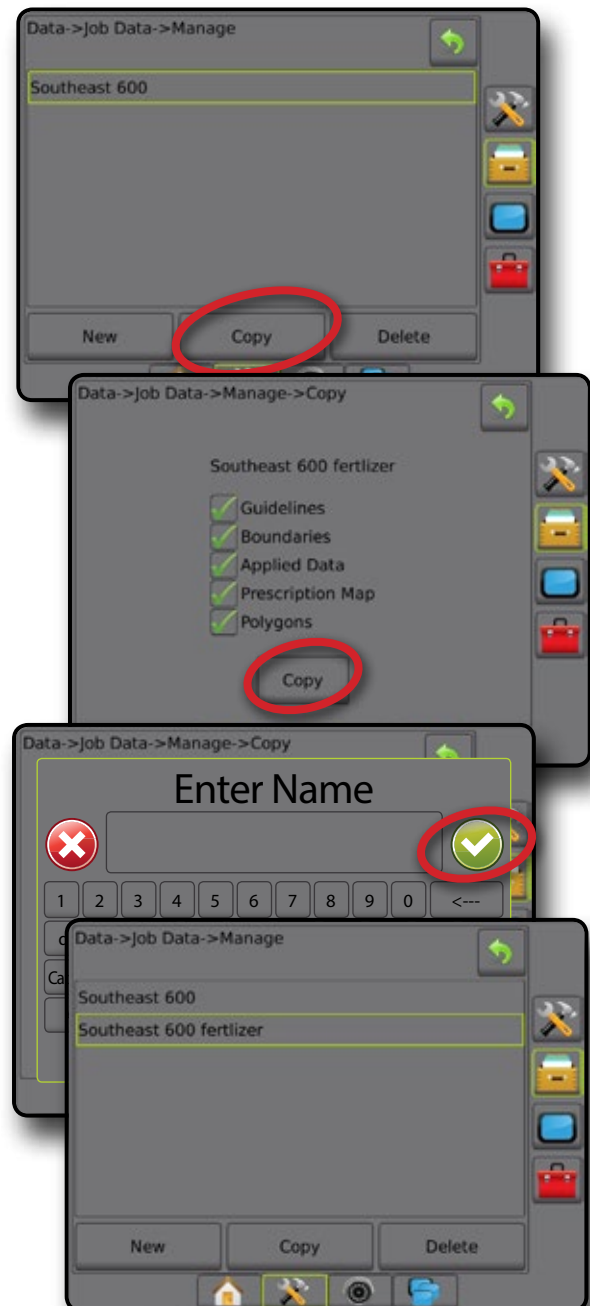 Data->Job Data->Manage
Southeast 600
New Copy Delete
Data->Job Data->Manage->Copy
Southeast 600 fertlizer
Guidelines
Boundaries
Applied Data
Prescription Map
Polygons
Copy
Data->Job Data->Manage->Copy
Enter Name
1 2 3 4 5 6 7 8 9 0 <---
Data->Job Data->Manage
Southeast 600
Southeast 600 fertlizer
New Copy Delete